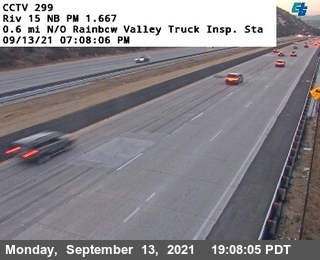 CCTV 299
Riv 15 NB PM 1.667
0.6 mi N/O Rainbow Valley Truck Insp. Sta
09/13/21 07:08:06 PM
Monday, September 13, 2021 19:08:05 PDT